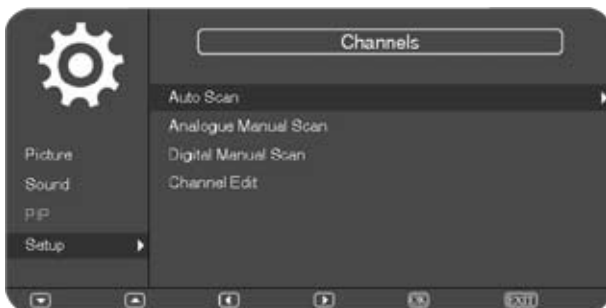 Channels
Auto Scan
Analogue Manual Scan
Digital Manual Scan
Channel Edit
Picture
Sound
PIP
Setup
OK
EXIT